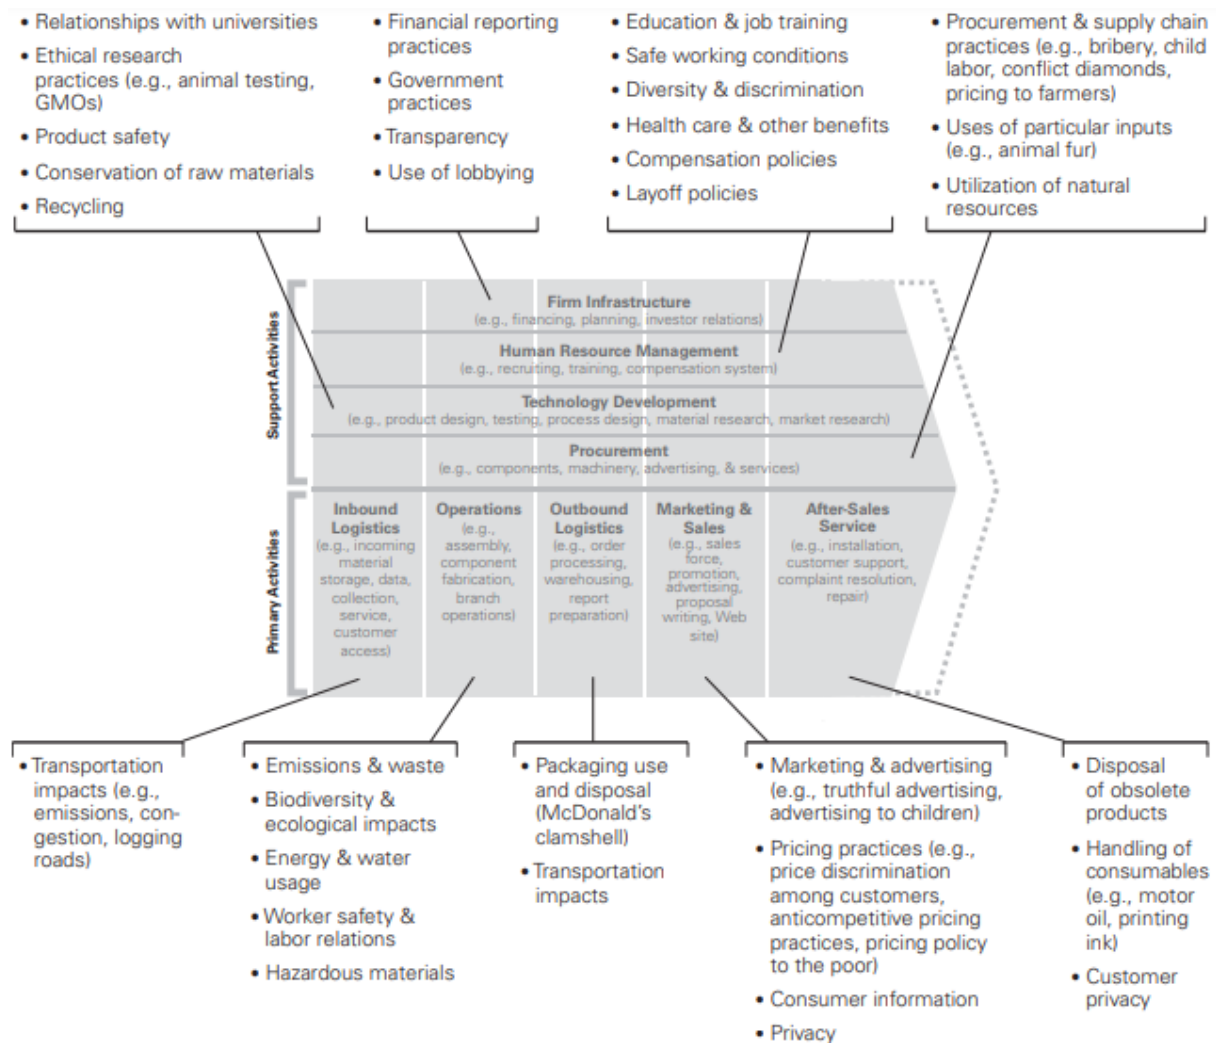 • Relationships with universities
• Ethical research
practices (e.g., animal testing,
GMOs)
• Product safety
• Conservation of raw materials
• Recycling
• Financial reporting
practices
• Government
practices
• Transparency
• Use of lobbying
• Education & job training
• Safe working conditions
• Diversity & discrimination
• Health care & other benefits
• Compensation policies
• Layoff policies
• Procurement & supply chain
practices (e.g., bribery, child
labor, conflict diamonds,
pricing to farmers)
• Uses of particular inputs
(e.g., animal fur)
• Utilization of natural
resources
Support Activities
Firm Infrastructure
(e.g., financing, planning, investor relations)
Human Resource Management
(e.g., recruiting, training, compensation system)
Technology Development
(e.g., product design, testing, process design, material research, market research)
Procurement
(e.g., components, machinery, advertising, & services)
Primary Activities
Inbound
Logistics
(e.g., incoming
material
storage, data,
collection,
service,
customer
access)
Operations
(e.g.,
assembly,
component
fabrication,
branch
operations)
Outbound
Logistics
(e.g., order
processing,
warehousing,
report
preparation)
Marketing &
Sales
(e.g., sales
force,
promotion,
advertising,
proposal
writing, Web
site)
After-Sales
Service
(e.g., installation,
customer support,
complaint resolution,
repair)
• Transportation
impacts (e.g.,
emissions, con-
gestion, logging
roads)
• Emissions & waste
• Biodiversity &
ecological impacts
• Energy & water
usage
• Worker safety &
labor relations
• Hazardous materials
• Packaging use
and disposal
(McDonald's
clamshell)
• Transportation
impacts
• Marketing & advertising
(e.g., truthful advertising,
advertising to children)
• Pricing practices (e.g.,
price discrimination
among customers,
anticompetitive pricing
practices, pricing policy
to the poor)
• Consumer information
• Privacy
• Disposal
of obsolete
products
• Handling of
consumables
(e.g., motor
oil, printing
ink)
• Customer
privacy